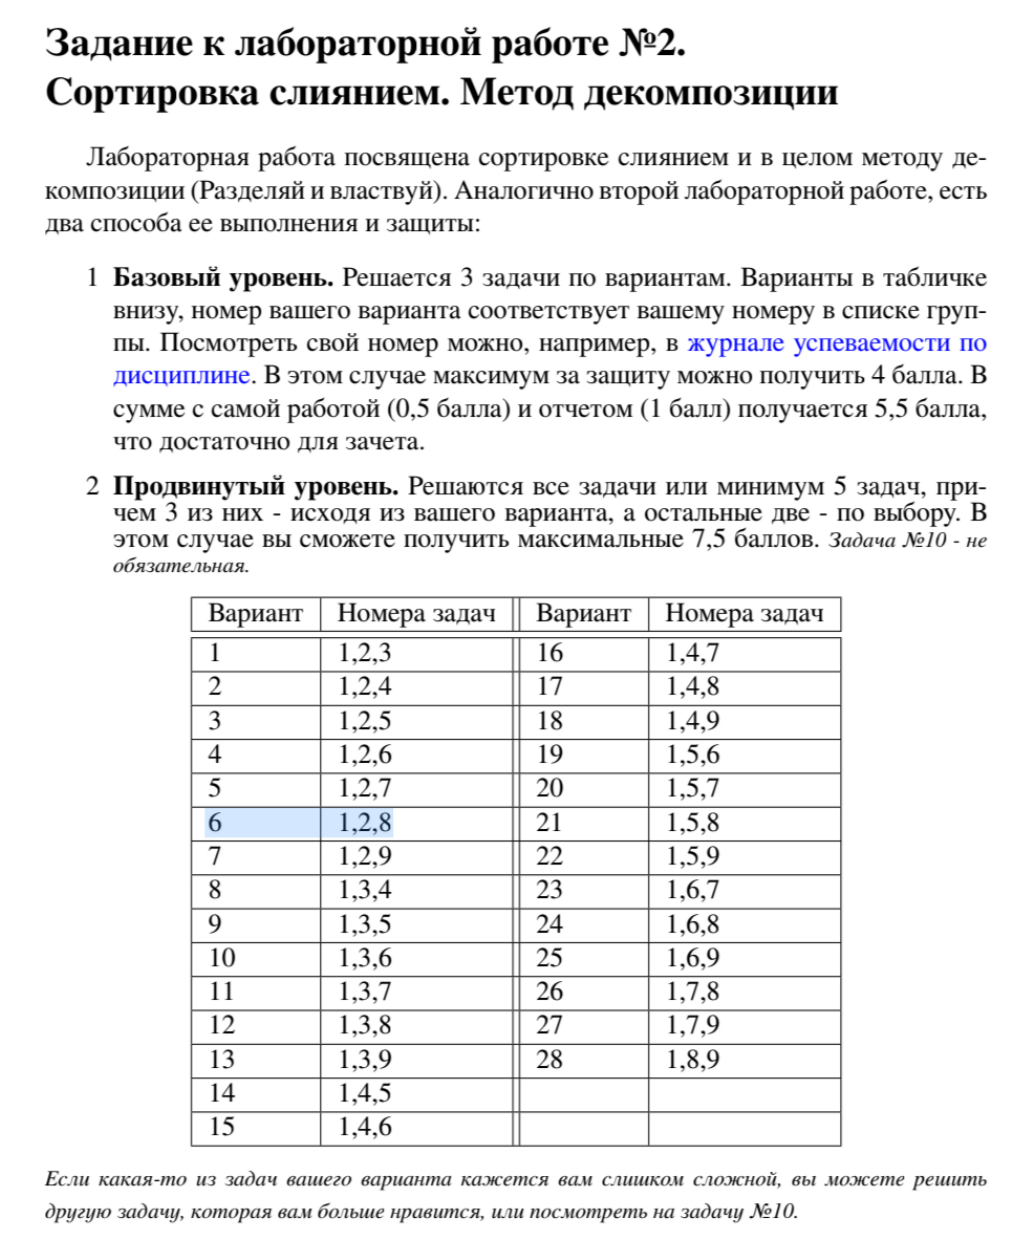 Задание к лабораторной работе №2.
Сортировка слиянием. Метод декомпозиции
Лабораторная работа посвящена сортировке слиянием и в целом методу де-
композиции (Разделяй и властвуй). Аналогично второй лабораторной работе, есть
два способа ее выполнения и защиты:
1 Базовый уровень. Решается 3 задачи по вариантам. Варианты в табличке
внизу, номер вашего варианта соответствует вашему номеру в списке груп-
пы. Посмотреть свой номер можно, например, в журнале успеваемости по
дисциплине. В этом случае максимум за защиту можно получить 4 балла. В
сумме с самой работой (0,5 балла) и отчетом (1 балл) получается 5,5 балла,
что достаточно для зачета.
2 Продвинутый уровень. Решаются все задачи или минимум 5 задач, при-
чем 3 из них - исходя из вашего варианта, а остальные две - по выбору. В
этом случае вы сможете получить максимальные 7,5 баллов. Задача №10 - не
обязательная.
Вариант Номера задач Вариант Номера задач
1 1,2,3 16 1,4,7
2 1,2,4 17 1,4,8
3 1,2,5 18 1,4,9
4 1,2,6 19 1,5,6
5 1,2,7 20 1,5,7
6 1,2,8 21 1,5,8
7 1,2,9 22 1,5,9
8 1,3,4 23 1,6,7
9 1,3,5 24 1,6,8
10 1,3,6 25 1,6,9
11 1,3,7 26 1,7,8
12 1,3,8 27 1,7,9
13 1,3,9 28 1,8,9
14 1,4,5
15 1,4,6
Если какая-то из задач вашего варианта кажется вам слишком сложной, вы можете решить
другую задачу, которая вам больше нравится, или посмотреть на задачу №10.